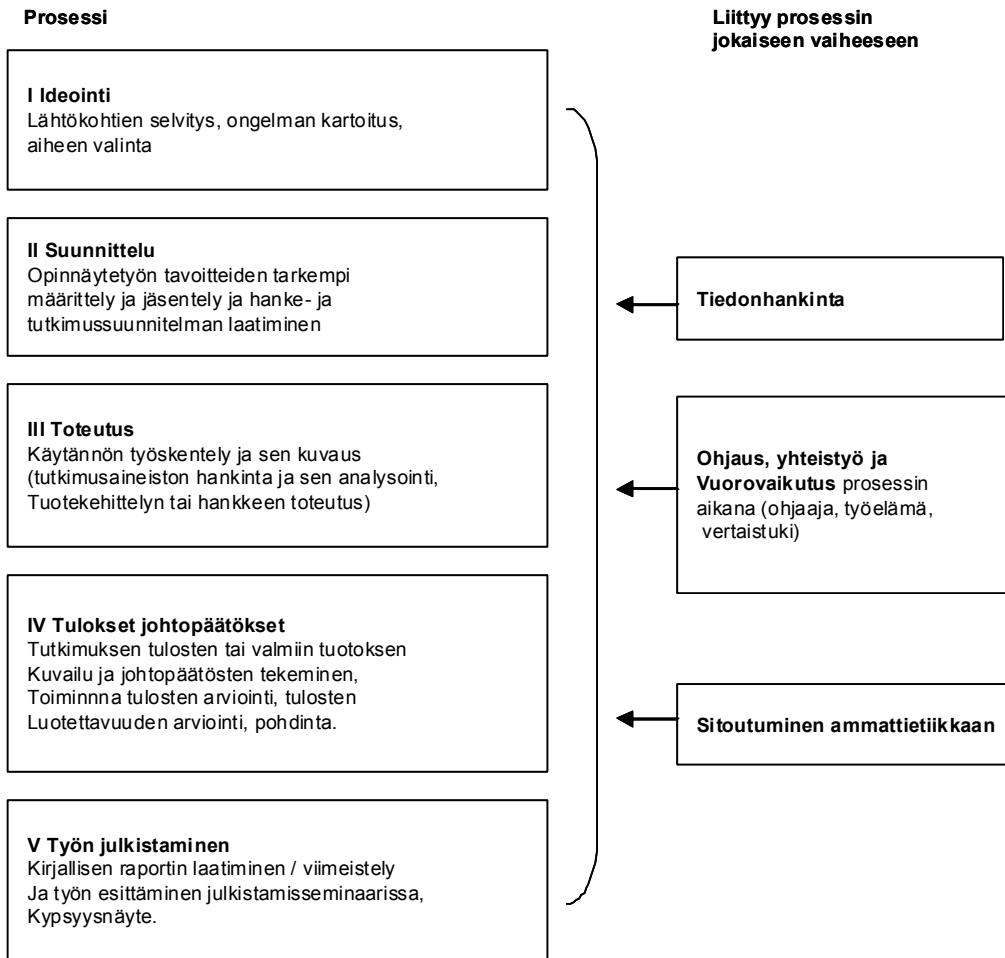 Prosessi
Liittyy prosessin
jokaiseen vaiheeseen
I Ideointi
Lähtökohtien selvitys, ongelman kartoitus,
aiheen valinta
II Suunnittelu
Opinnäytetyön tavoitteiden tarkempi
määrittely ja jäsentely ja hanke- ja
tutkimussuunnitelman laatiminen
Tiedonhankinta
III Toteutus
Käytännön työskentely ja sen kuvaus
(tutkimusaineiston hankinta ja sen analysointi,
Tuotekehittelyn tai hankkeen toteutus)
Ohjaus, yhteistyö ja
Vuorovaikutus prosessin
aikana (ohjaaja, työelämä,
vertaistuki)
IV Tulokset johtopäätökset
Tutkimuksen tulosten tai valmiin tuotoksen
Kuvailu ja johtopäätösten tekeminen,
Toiminnna tulosten arviointi, tulosten
Luotettavuuden arviointi, pohdinta.
Sitoutuminen ammattietiikkaan
V Työn julkistaminen
Kirjallisen raportin laatiminen / viimeistely
Ja työn esittäminen julkistamisseminaarissa,
Kypsyysnäyte.